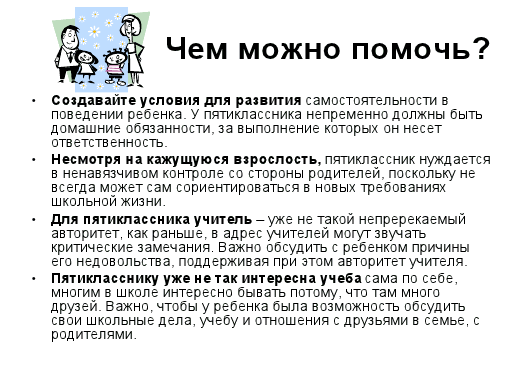 Чем можно помочь?
• Создавайте условия для развития самостоятельности в
поведении ребенка. У пятиклассника непременно должны быть
домашние обязанности, за выполнение которых он несет
ответственность.
• Несмотря на кажущуюся взрослость, пятиклассник нуждается
в ненавязчивом контроле со стороны родителей, поскольку не
всегда может сам сориентироваться в новых требованиях
школьной жизни.
• Для пятиклассника учитель – уже не такой непререкаемый
авторитет, как раньше, в адрес учителей могут звучать
критические замечания. Важно обсудить с ребенком причины
его недовольства, поддерживая при этом авторитет учителя.
• Пятикласснику уже не так интересна учеба сама по себе,
многим в школе интересно бывать потому, что там много
друзей. Важно, чтобы у ребенка была возможность обсудить
свои школьные дела, учебу и отношения с друзьями в семье, с
родителями.